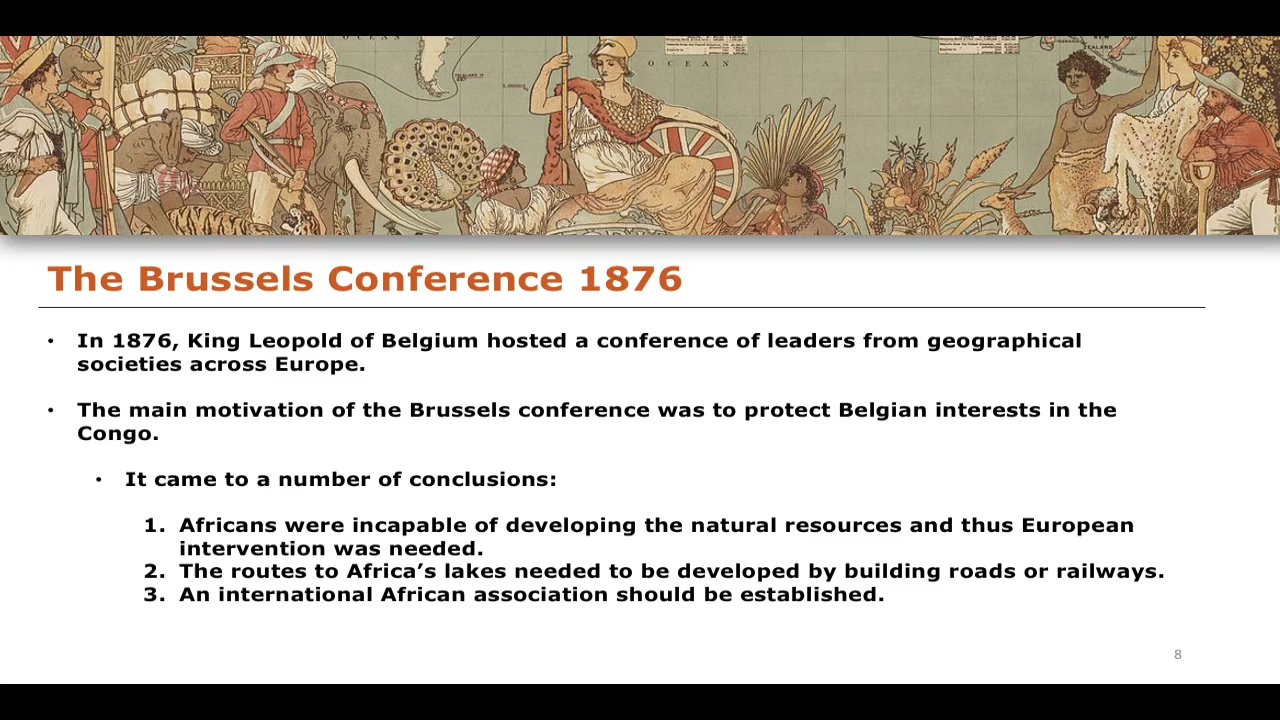 OCEAN
OCEAN
ZEALAND
The Brussels Conference 1876
• In 1876, King Leopold of Belgium hosted a conference of leaders from geographical
societies across Europe.
• The main motivation of the Brussels conference was to protect Belgian interests in the
Congo.
• It came to a number of conclusions:
1. Africans were incapable of developing the natural resources and thus European
intervention was needed.
2. The routes to Africa’s lakes needed to be developed by building roads or railways.
3. An international African association should be established.
8